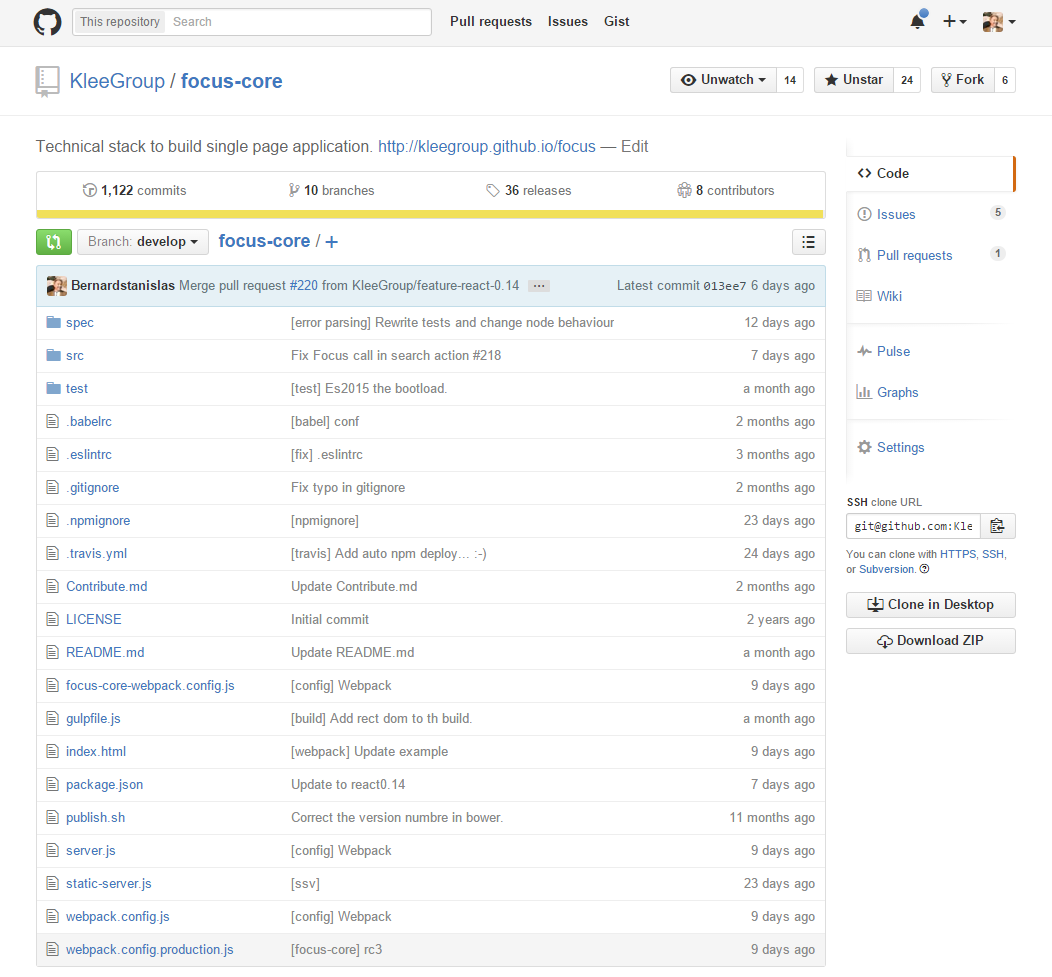 This repository Search Pull requests Issues Gist
KleeGroup / focus-core Unwatch 14 Unstar 24 Fork 6
Technical stack to build single page application. http://kleegroup.github.io/focus — Edit
1,122 commits 10 branches 36 releases 8 contributors
Branch: develop focus-core / +
Bernardstanislas Merge pull request #220 from KleeGroup/feature-react-0.14 ... Latest commit 013ee7 6 days ago
spec [error parsing] Rewrite tests and change node behaviour 12 days ago
src Fix Focus call in search action #218 7 days ago
test [test] Es2015 the bootload. a month ago
.babelrc [babel] conf 2 months ago
.eslintrc [fix] .eslintrc 3 months ago
.gitignore Fix typo in gitignore 2 months ago
.npmignore [npmignore] 23 days ago
.travis.yml [travis] Add auto npm deploy... :-) 24 days ago
Contribute.md Update Contribute.md 2 months ago
LICENSE Initial commit 2 years ago
README.md Update README.md a month ago
focus-core-webpack.config.js [config] Webpack 9 days ago
gulpfile.js [build] Add rect dom to th build. a month ago
index.html [webpack] Update example 9 days ago
package.json Update to react0.14 7 days ago
publish.sh Correct the version numbre in bower. 11 months ago
server.js [config] Webpack 9 days ago
static-server.js [ssv] 23 days ago
webpack.config.js [config] Webpack 9 days ago
webpack.config.production.js [focus-core] rc3 9 days ago
Code
Issues 5
Pull requests 1
Wiki
Pulse
Graphs
Settings
SSH clone URL
git@github.com:Kle
You can clone with HTTPS, SSH,
or Subversion.
Clone in Desktop
Download ZIP